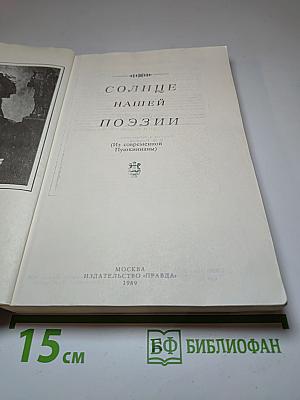 СОЛНЦЕ
НАШЕЙ
ПОЭЗИИ
(Из современной
Пушкинианы)
МОСКВА
ИЗДАТЕЛЬСТВО «ПРАВДА»
1989
15 см
БФ БИБЛИОФАН